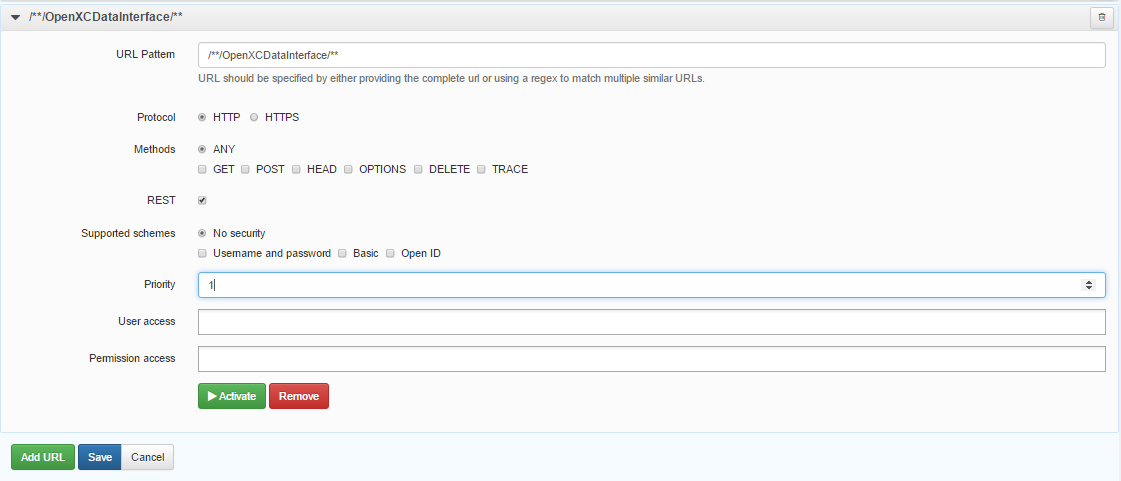 /**/OpenXCDataInterface/**
URL Pattern /**/OpenXCDataInterface/**
URL should be specified by either providing the complete url or using a regex to match multiple similar URLs.
Protocol HTTP HTTPS
Methods ANY
GET POST HEAD OPTIONS DELETE TRACE
REST
Supported schemes No security
Username and password Basic Open ID
Priority 1
User access
Permission access
Activate Remove
Add URL Save Cancel